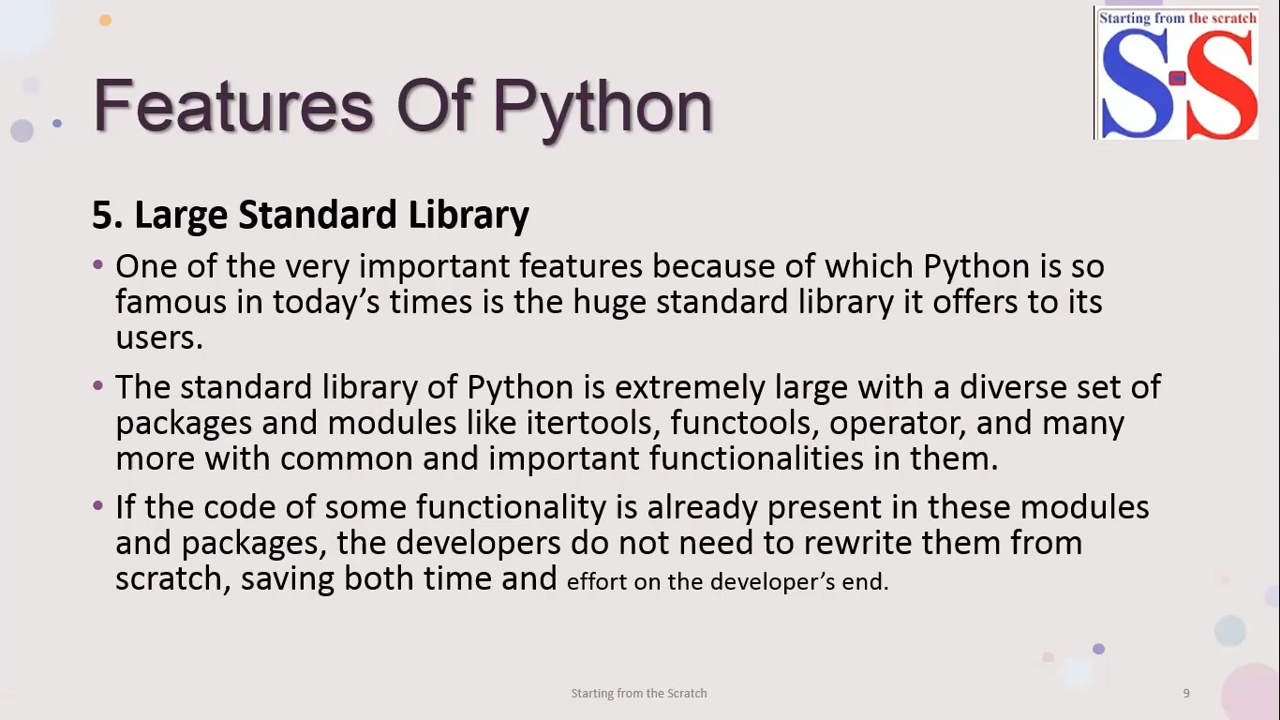 Starting from the scratch
S-S
Features Of Python
5. Large Standard Library
• One of the very important features because of which Python is so
famous in today’s times is the huge standard library it offers to its
users.
• The standard library of Python is extremely large with a diverse set of
packages and modules like itertools, functools, operator, and many
more with common and important functionalities in them.
• If the code of some functionality is already present in these modules
and packages, the developers do not need to rewrite them from
scratch, saving both time and effort on the developer’s end.
Starting from the Scratch
9